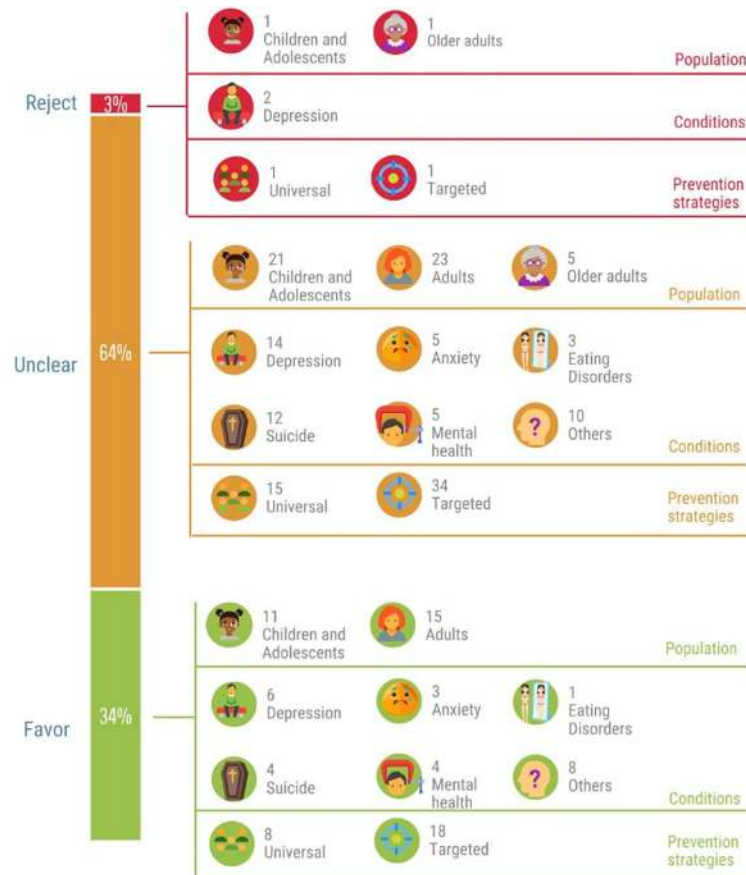 1
Children and
Adolescents
1
Older adults
Population
Reject
3%
2
Depression
Conditions
1
Universal
1
Targeted
Prevention
strategies
21
Children and
Adolescents
23
Adults
5
Older adults
Population
Unclear
64%
14
Depression
5
Anxiety
3
Eating
Disorders
12
Suicide
5
Mental
health
10
Others
Conditions
15
Universal
34
Targeted
Prevention
strategies
11
Children and
Adolescents
15
Adults
Population
Favor
34%
6
Depression
3
Anxiety
1
Eating
Disorders
4
Suicide
4
Mental
health
8
Others
Conditions
8
Universal
18
Targeted
Prevention
strategies